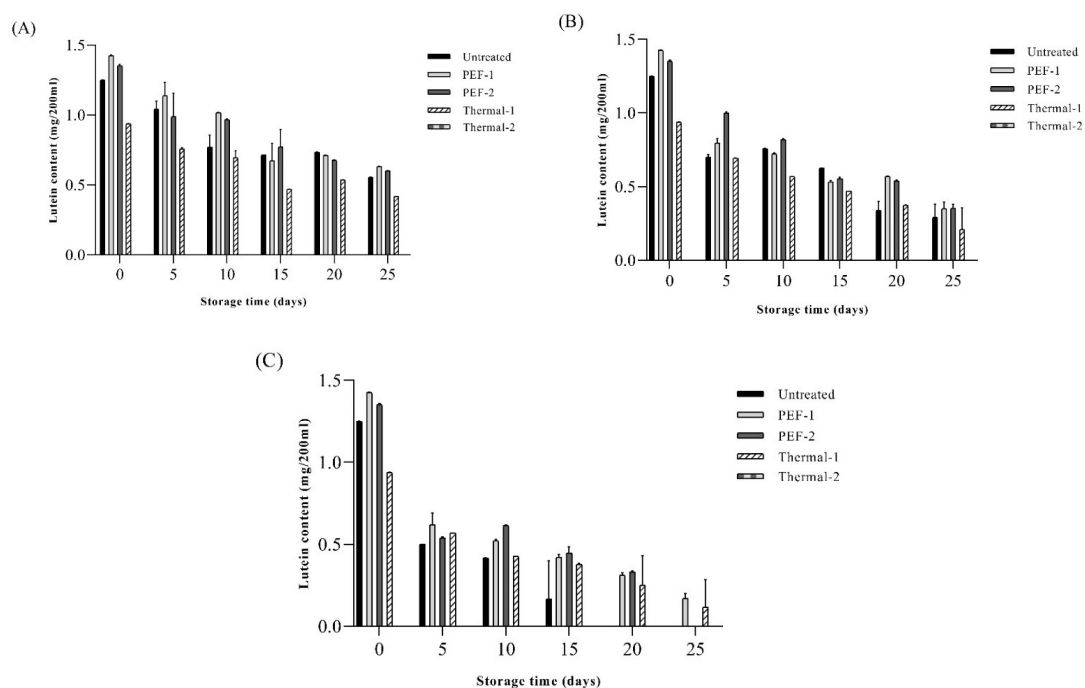 (A)
Lutein content (mg/200ml)
1.5
1.0
0.5
0.0
0 5 10 15 20 25
Storage time (days)
Untreated
PEF-1
PEF-2
Thermal-1
Thermal-2
(B)
Lutein content (mg/200ml)
1.5
1.0
0.5
0.0
0 5 10 15 20 25
Storage time (days)
Untreated
PEF-1
PEF-2
Thermal-1
Thermal-2
(C)
Lutein content (mg/200ml)
1.5
1.0
0.5
0.0
0 5 10 15 20 25
Storage time (days)
Untreated
PEF-1
PEF-2
Thermal-1
Thermal-2